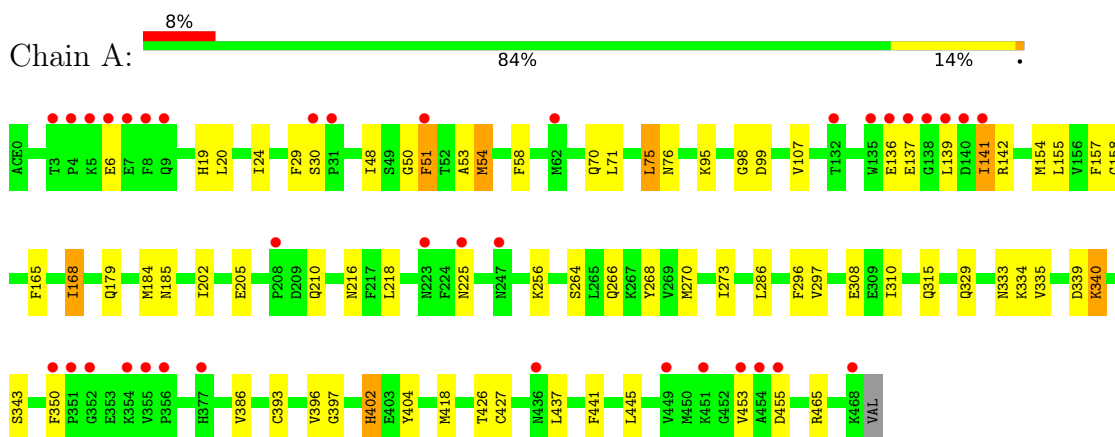 8%
Chain A:
84% 14% •
ACE0 T3 P4 K5 E6 E7 F8 Q9 H19 L20 I24 F29 S30 P31 I48 S49 G50 F51 T52 A53 M54 F58 M62 Q70 L71 L75 N76 K95 G98 D99 V107 T132 W135 E136 E137 G138 L139 D140 I141 R142 M154 L155 V156 F157 G158
F165 I168 Q179 M184 N185 I202 E205 P208 D209 Q210 N216 F217 L218 N223 F224 N225 N247 K256 S264 L265 Q266 K267 Y268 V269 M270 I273 L286 F296 V297 E308 E309 I310 Q315 Q329 N333 K334 V335 D339 K340
S343 F350 P351 G352 E353 K354 V355 P356 H377 V386 C393 V396 G397 H402 E403 Y404 M418 T426 C427 N436 L437 F441 L445 V449 M450 K451 G452 V453 A454 D455 R465 K468 VAL